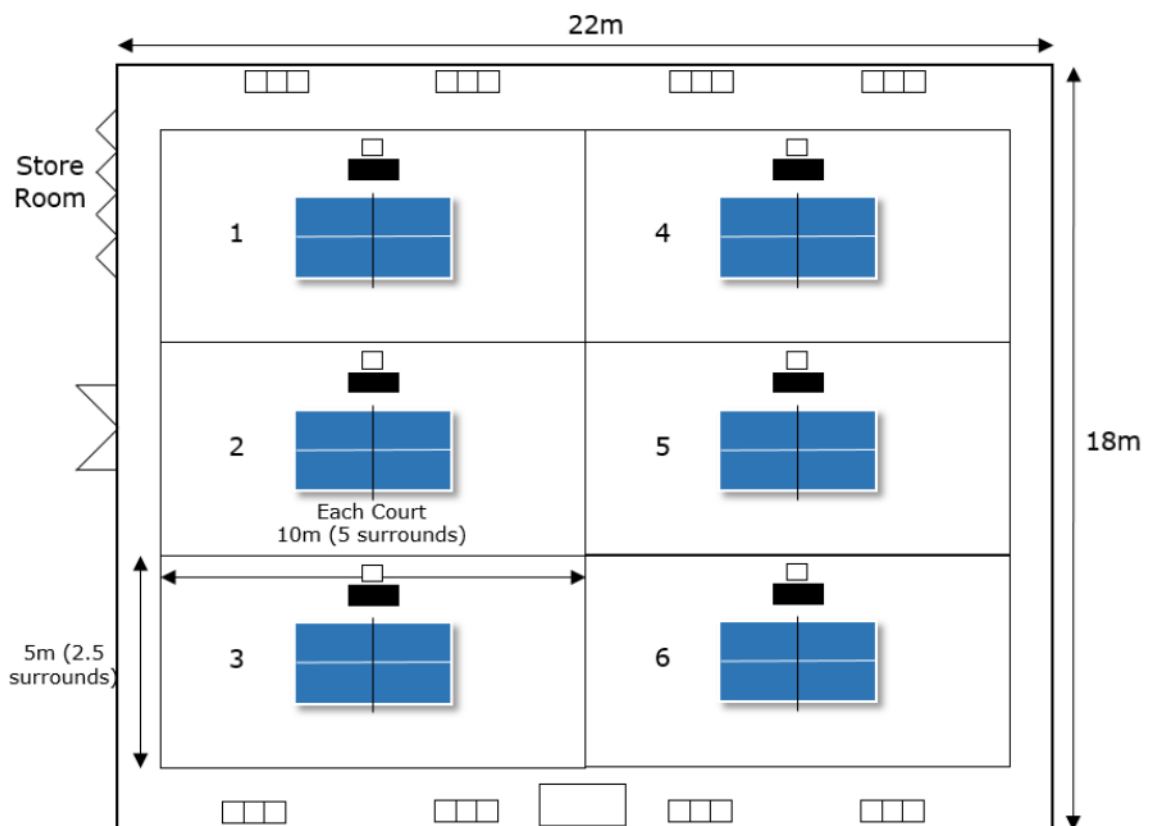 22m
Store
Room
1
4
2
5
18m
Each Court
10m (5 surrounds)
5m (2.5
surrounds)
3
6